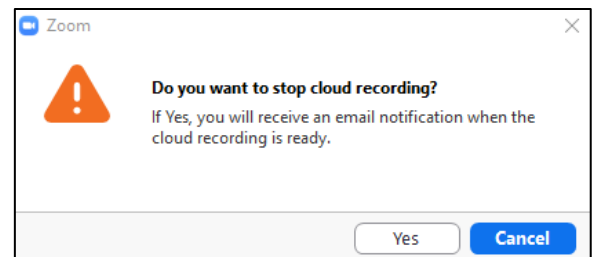 Zoom
Do you want to stop cloud recording?
If Yes, you will receive an email notification when the
cloud recording is ready.
Yes
Cancel